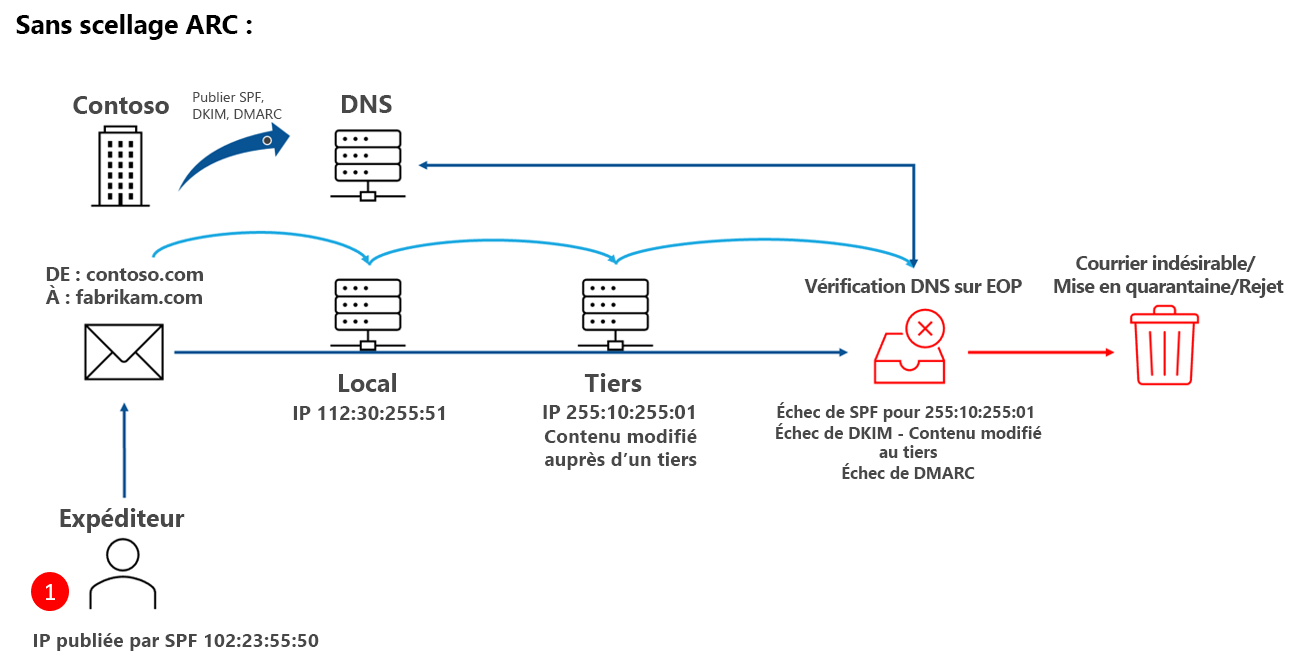 Sans scellage ARC :
Contoso
Publier SPF,
DKIM, DMARC
DNS
DE : contoso.com
À : fabrikam.com
Local
IP 112:30:255:51
Tiers
IP 255:10:255:01
Contenu modifié
auprès d’un tiers
Vérification DNS sur EOP
Échec de SPF pour 255:10:255:01
Échec de DKIM - Contenu modifié
au tiers
Échec de DMARC
Courrier indésirable/
Mise en quarantaine/Rejet
Expéditeur
1
IP publiée par SPF 102:23:55:50